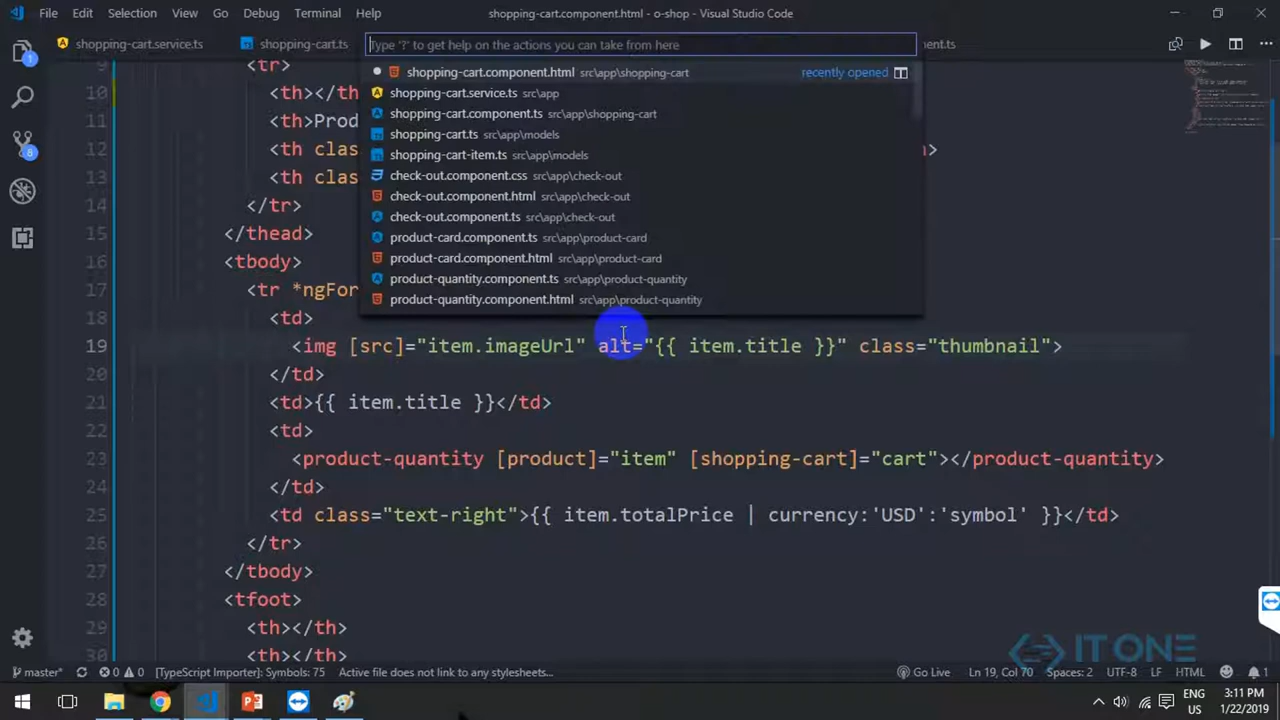 File Edit Selection View Go Debug Terminal Help shopping-cart.component.html - o-shop - Visual Studio Code
shopping-cart.service.ts shopping-cart.ts nent.ts
Type '?' to get help on the actions you can take from here
shopping-cart.component.html src\app\shopping-cart recently opened
shopping-cart.service.ts src\app
shopping-cart.component.ts src\app\shopping-cart
shopping-cart.ts src\app\models
shopping-cart-item.ts src\app\models
check-out.component.css src\app\check-out
check-out.component.html src\app\check-out
check-out.component.ts src\app\check-out
product-card.component.ts src\app\product-card
product-card.component.html src\app\product-card
product-quantity.component.ts src\app\product-quantity
product-quantity.component.html src\app\product-quantity
9 <tr>
10 <th></th
11 <th>Prod
12 <th clas >
13 <th clas
14 </tr>
15 </thead>
16 <tbody>
17 <tr *ngFor
18 <td>
19 <img [src]="item.imageUrl" alt="{{ item.title }}" class="thumbnail">
20 </td>
21 <td>{{ item.title }}</td>
22 <td>
23 <product-quantity [product]="item" [shopping-cart]="cart"></product-quantity>
24 </td>
25 <td class="text-right">{{ item.totalPrice | currency:'USD':'symbol' }}</td>
26 </tr>
27 </tbody>
28 <tfoot>
29 <th></th>
30 <th></th>
1
8
IT ONE
master* 0 0 [TypeScript Importer]: Symbols: 75 Active file does not link to any stylesheets... Go Live Ln 19, Col 70 Spaces: 2 UTF-8 LF HTML 1
ENG 3:11 PM
US 1/22/2019